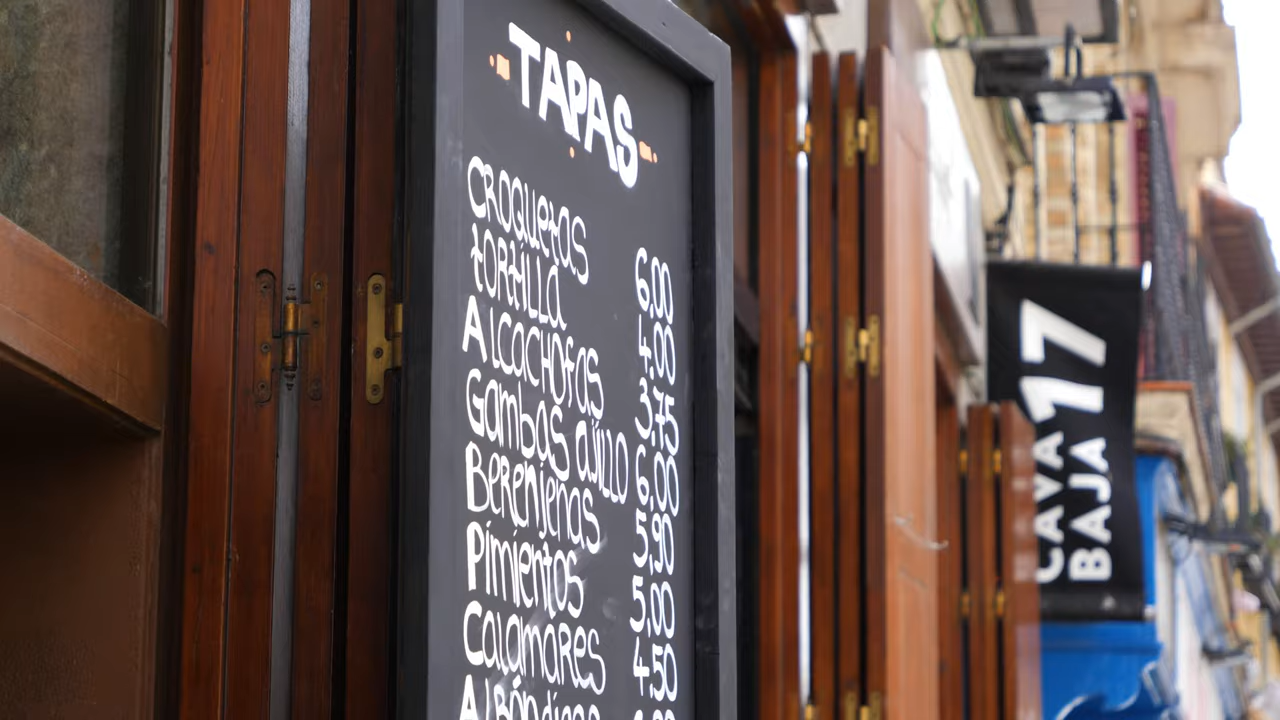 TAPAS
CROQUetas 6,00
toRtilla 4,00
Alcachofas 3,75
Gambas ajillo 6,00
Berenjenas 5,90
Pimientos 5,00
CalamaRes 4,50
Albóndigas
CAVA
BAJA
17